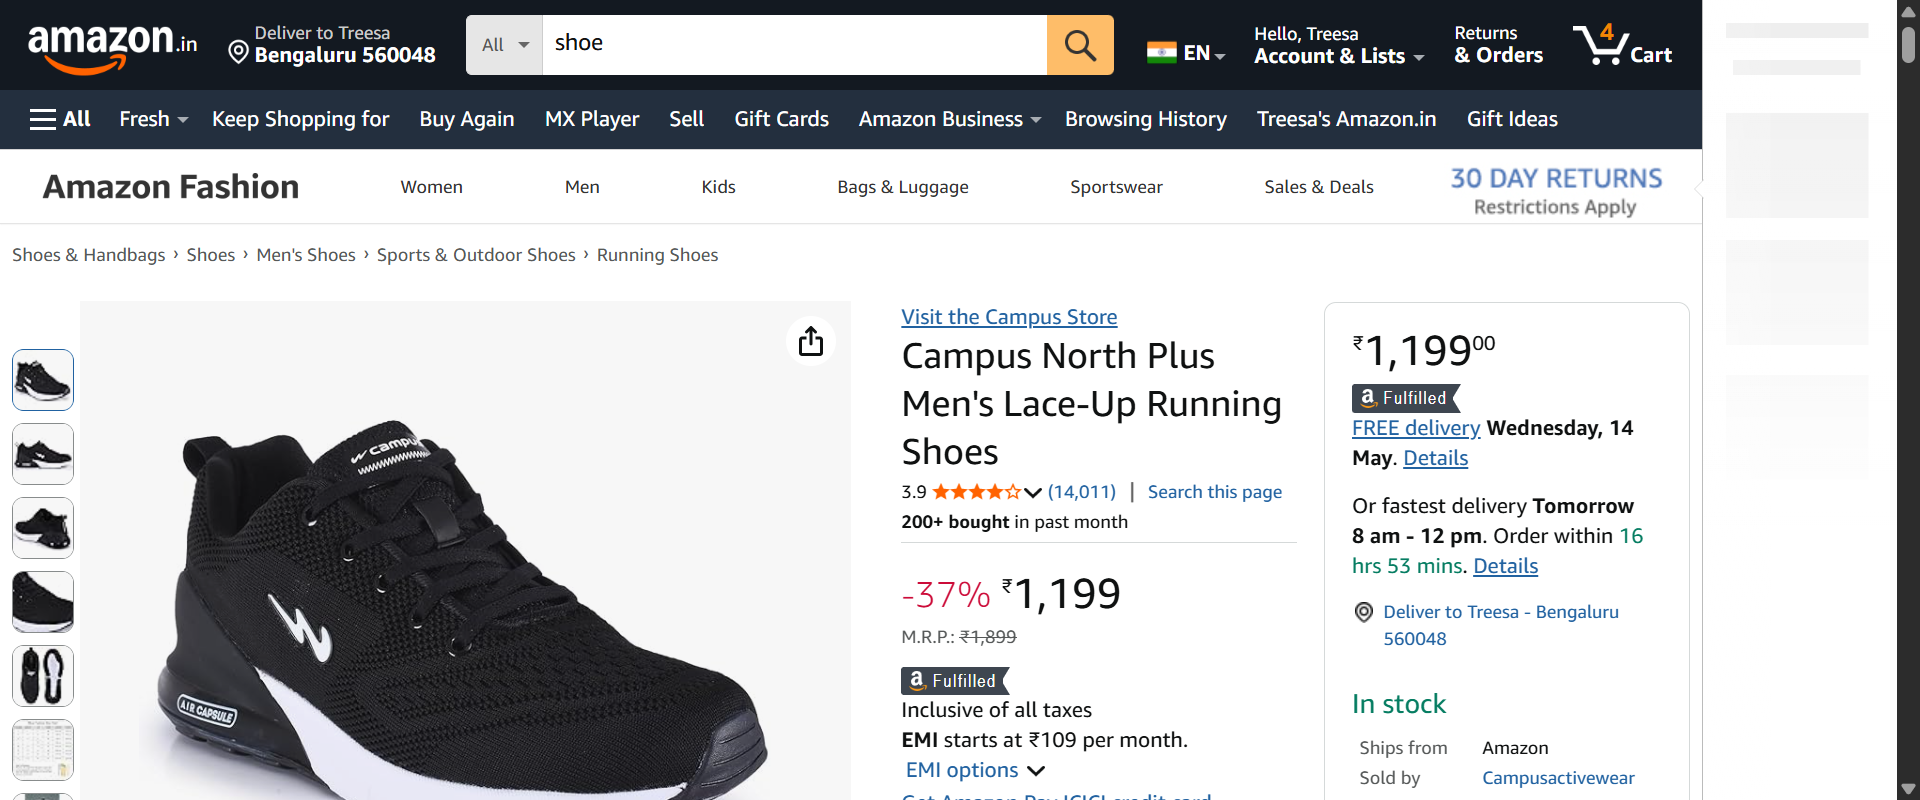 amazon.in
Deliver to Treesa
Bengaluru 560048
All
shoe
EN
Hello, Treesa
Account & Lists
Returns
& Orders
4
Cart
All
Fresh
Keep Shopping for
Buy Again
MX Player
Sell
Gift Cards
Amazon Business
Browsing History
Treesa's Amazon.in
Gift Ideas
Amazon Fashion
Women
Men
Kids
Bags & Luggage
Sportswear
Sales & Deals
30 DAY RETURNS
Restrictions Apply
Shoes & Handbags › Shoes › Men's Shoes › Sports & Outdoor Shoes › Running Shoes
campus
AIR CAPSULE
Visit the Campus Store
Campus North Plus
Men's Lace-Up Running
Shoes
3.9 (14,011) | Search this page
200+ bought in past month
-37% ₹1,199
M.R.P.: ₹1,899
a Fulfilled
Inclusive of all taxes
EMI starts at ₹109 per month.
EMI options
Get Amazon Pay ICICI credit card
₹1,19900
a Fulfilled
FREE delivery Wednesday, 14
May. Details
Or fastest delivery Tomorrow
8 am - 12 pm. Order within 16
hrs 53 mins. Details
Deliver to Treesa - Bengaluru
560048
In stock
Ships from Amazon
Sold by Campusactivewear